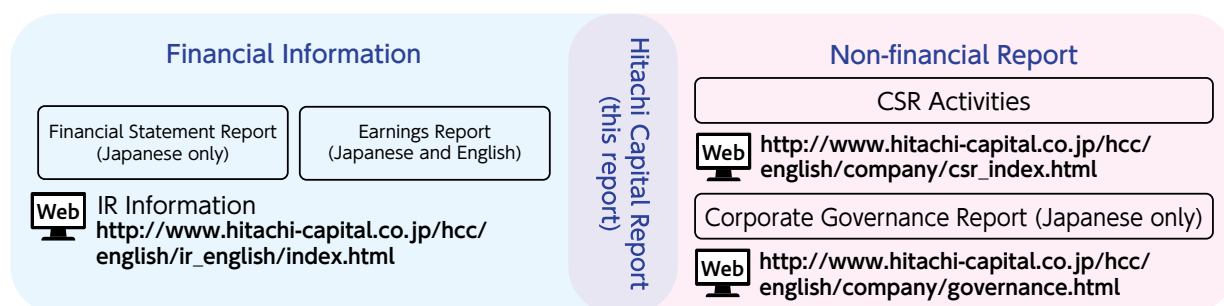 Financial Information
Financial Statement Report
(Japanese only)
Earnings Report
(Japanese and English)
Web
IR Information
http://www.hitachi-capital.co.jp/hcc/
english/ir_english/index.html
Hitachi Capital Report
(this report)
Non-financial Report
CSR Activities
Web
http://www.hitachi-capital.co.jp/hcc/
english/company/csr_index.html
Corporate Governance Report (Japanese only)
Web
http://www.hitachi-capital.co.jp/hcc/
english/company/governance.html